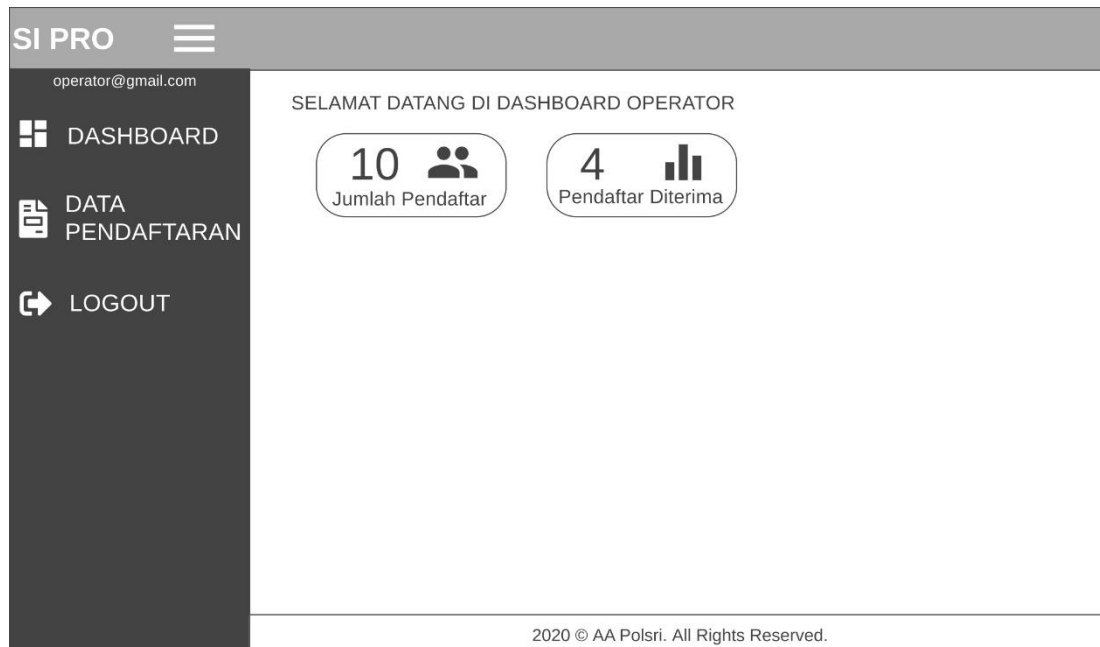 SI PRO
operator@gmail.com
DASHBOARD
DATA
PENDAFTARAN
LOGOUT
SELAMAT DATANG DI DASHBOARD OPERATOR
10
Jumlah Pendaftar
4
Pendaftar Diterima
2020 © AA Polsri. All Rights Reserved.